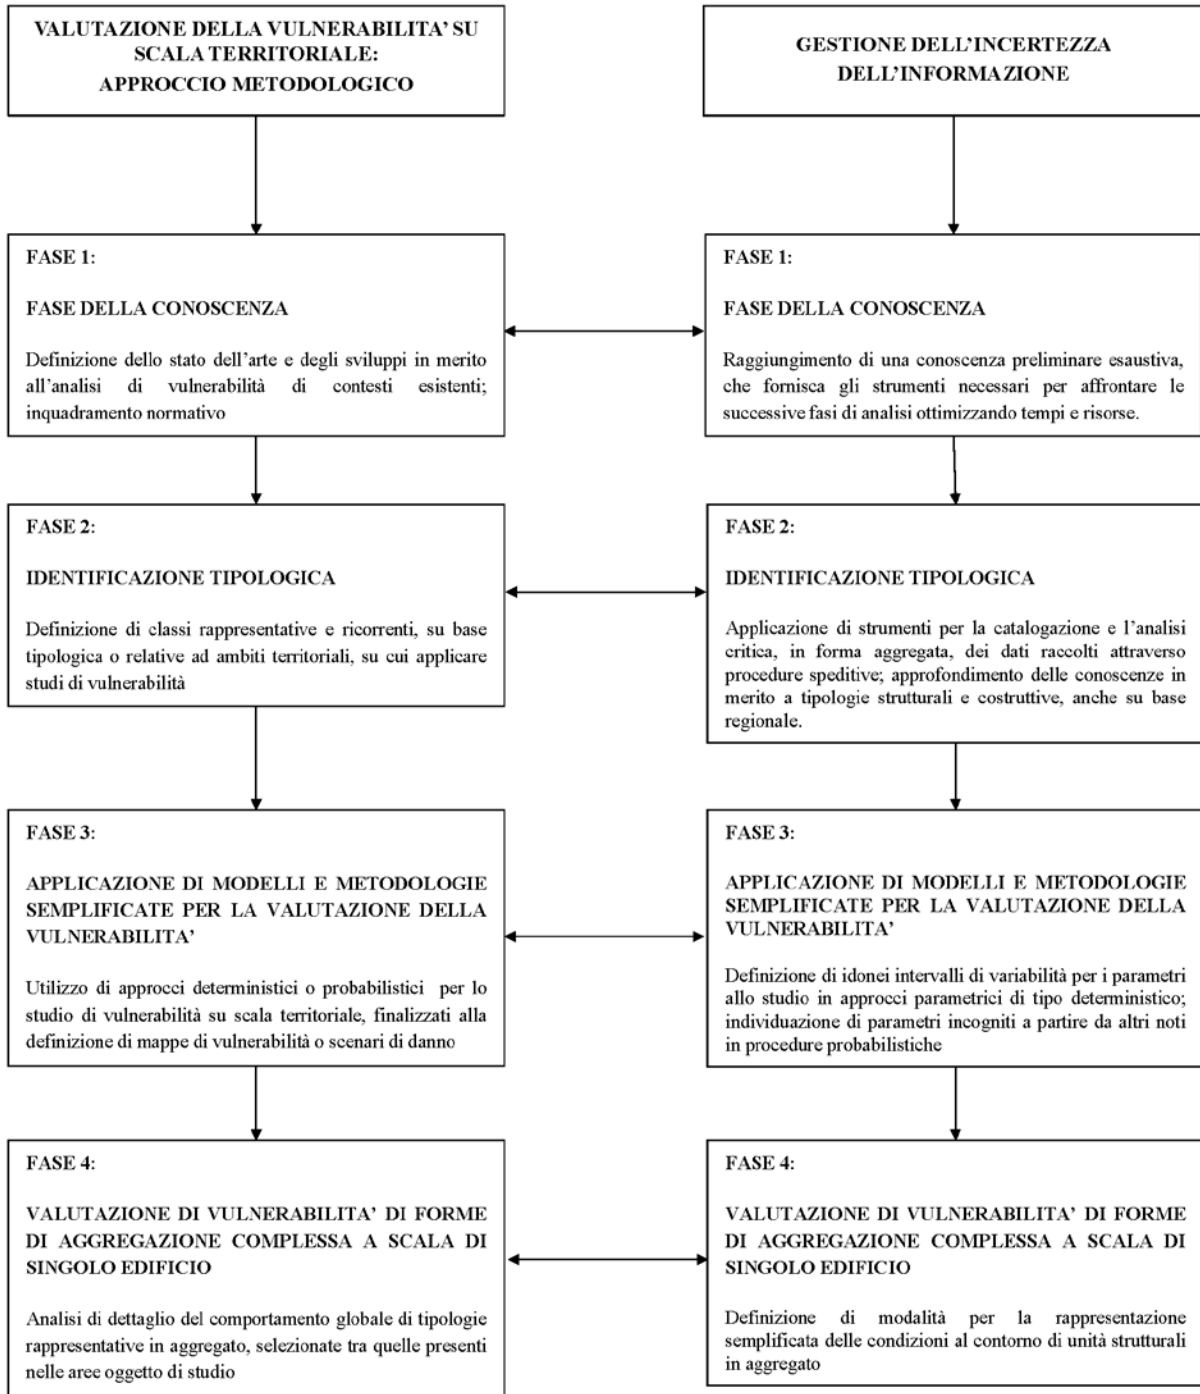 VALUTAZIONE DELLA VULNERABILITA' SU
SCALA TERRITORIALE:
APPROCCIO METODOLOGICO
GESTIONE DELL'INCERTEZZA
DELL'INFORMAZIONE
FASE 1:
FASE DELLA CONOSCENZA
Definizione dello stato dell'arte e degli sviluppi in merito
all'analisi di vulnerabilità di contesti esistenti;
inquadramento normativo
FASE 1:
FASE DELLA CONOSCENZA
Raggiungimento di una conoscenza preliminare esaustiva,
che fornisca gli strumenti necessari per affrontare le
successive fasi di analisi ottimizzando tempi e risorse.
FASE 2:
IDENTIFICAZIONE TIPOLOGICA
Definizione di classi rappresentative e ricorrenti, su base
tipologica o relative ad ambiti territoriali, su cui applicare
studi di vulnerabilità
FASE 2:
IDENTIFICAZIONE TIPOLOGICA
Applicazione di strumenti per la catalogazione e l'analisi
critica, in forma aggregata, dei dati raccolti attraverso
procedure speditive; approfondimento delle conoscenze in
merito a tipologie strutturali e costruttive, anche su base
regionale.
FASE 3:
APPLICAZIONE DI MODELLI E METODOLOGIE
SEMPLIFICATE PER LA VALUTAZIONE DELLA
VULNERABILITA'
Utilizzo di approcci deterministici o probabilistici per lo
studio di vulnerabilità su scala territoriale, finalizzati alla
definizione di mappe di vulnerabilità o scenari di danno
FASE 3:
APPLICAZIONE DI MODELLI E METODOLOGIE
SEMPLIFICATE PER LA VALUTAZIONE DELLA
VULNERABILITA'
Definizione di idonei intervalli di variabilità per i parametri
allo studio in approcci parametrici di tipo deterministico;
individuazione di parametri incogniti a partire da altri noti
in procedure probabilistiche
FASE 4:
VALUTAZIONE DI VULNERABILITA' DI FORME
DI AGGREGAZIONE COMPLESSA A SCALA DI
SINGOLO EDIFICIO
Analisi di dettaglio del comportamento globale di tipologie
rappresentative in aggregato, selezionate tra quelle presenti
nelle aree oggetto di studio
FASE 4:
VALUTAZIONE DI VULNERABILITA' DI FORME
DI AGGREGAZIONE COMPLESSA A SCALA DI
SINGOLO EDIFICIO
Definizione di modalità per la rappresentazione
semplificata delle condizioni al contorno di unità strutturali
in aggregato